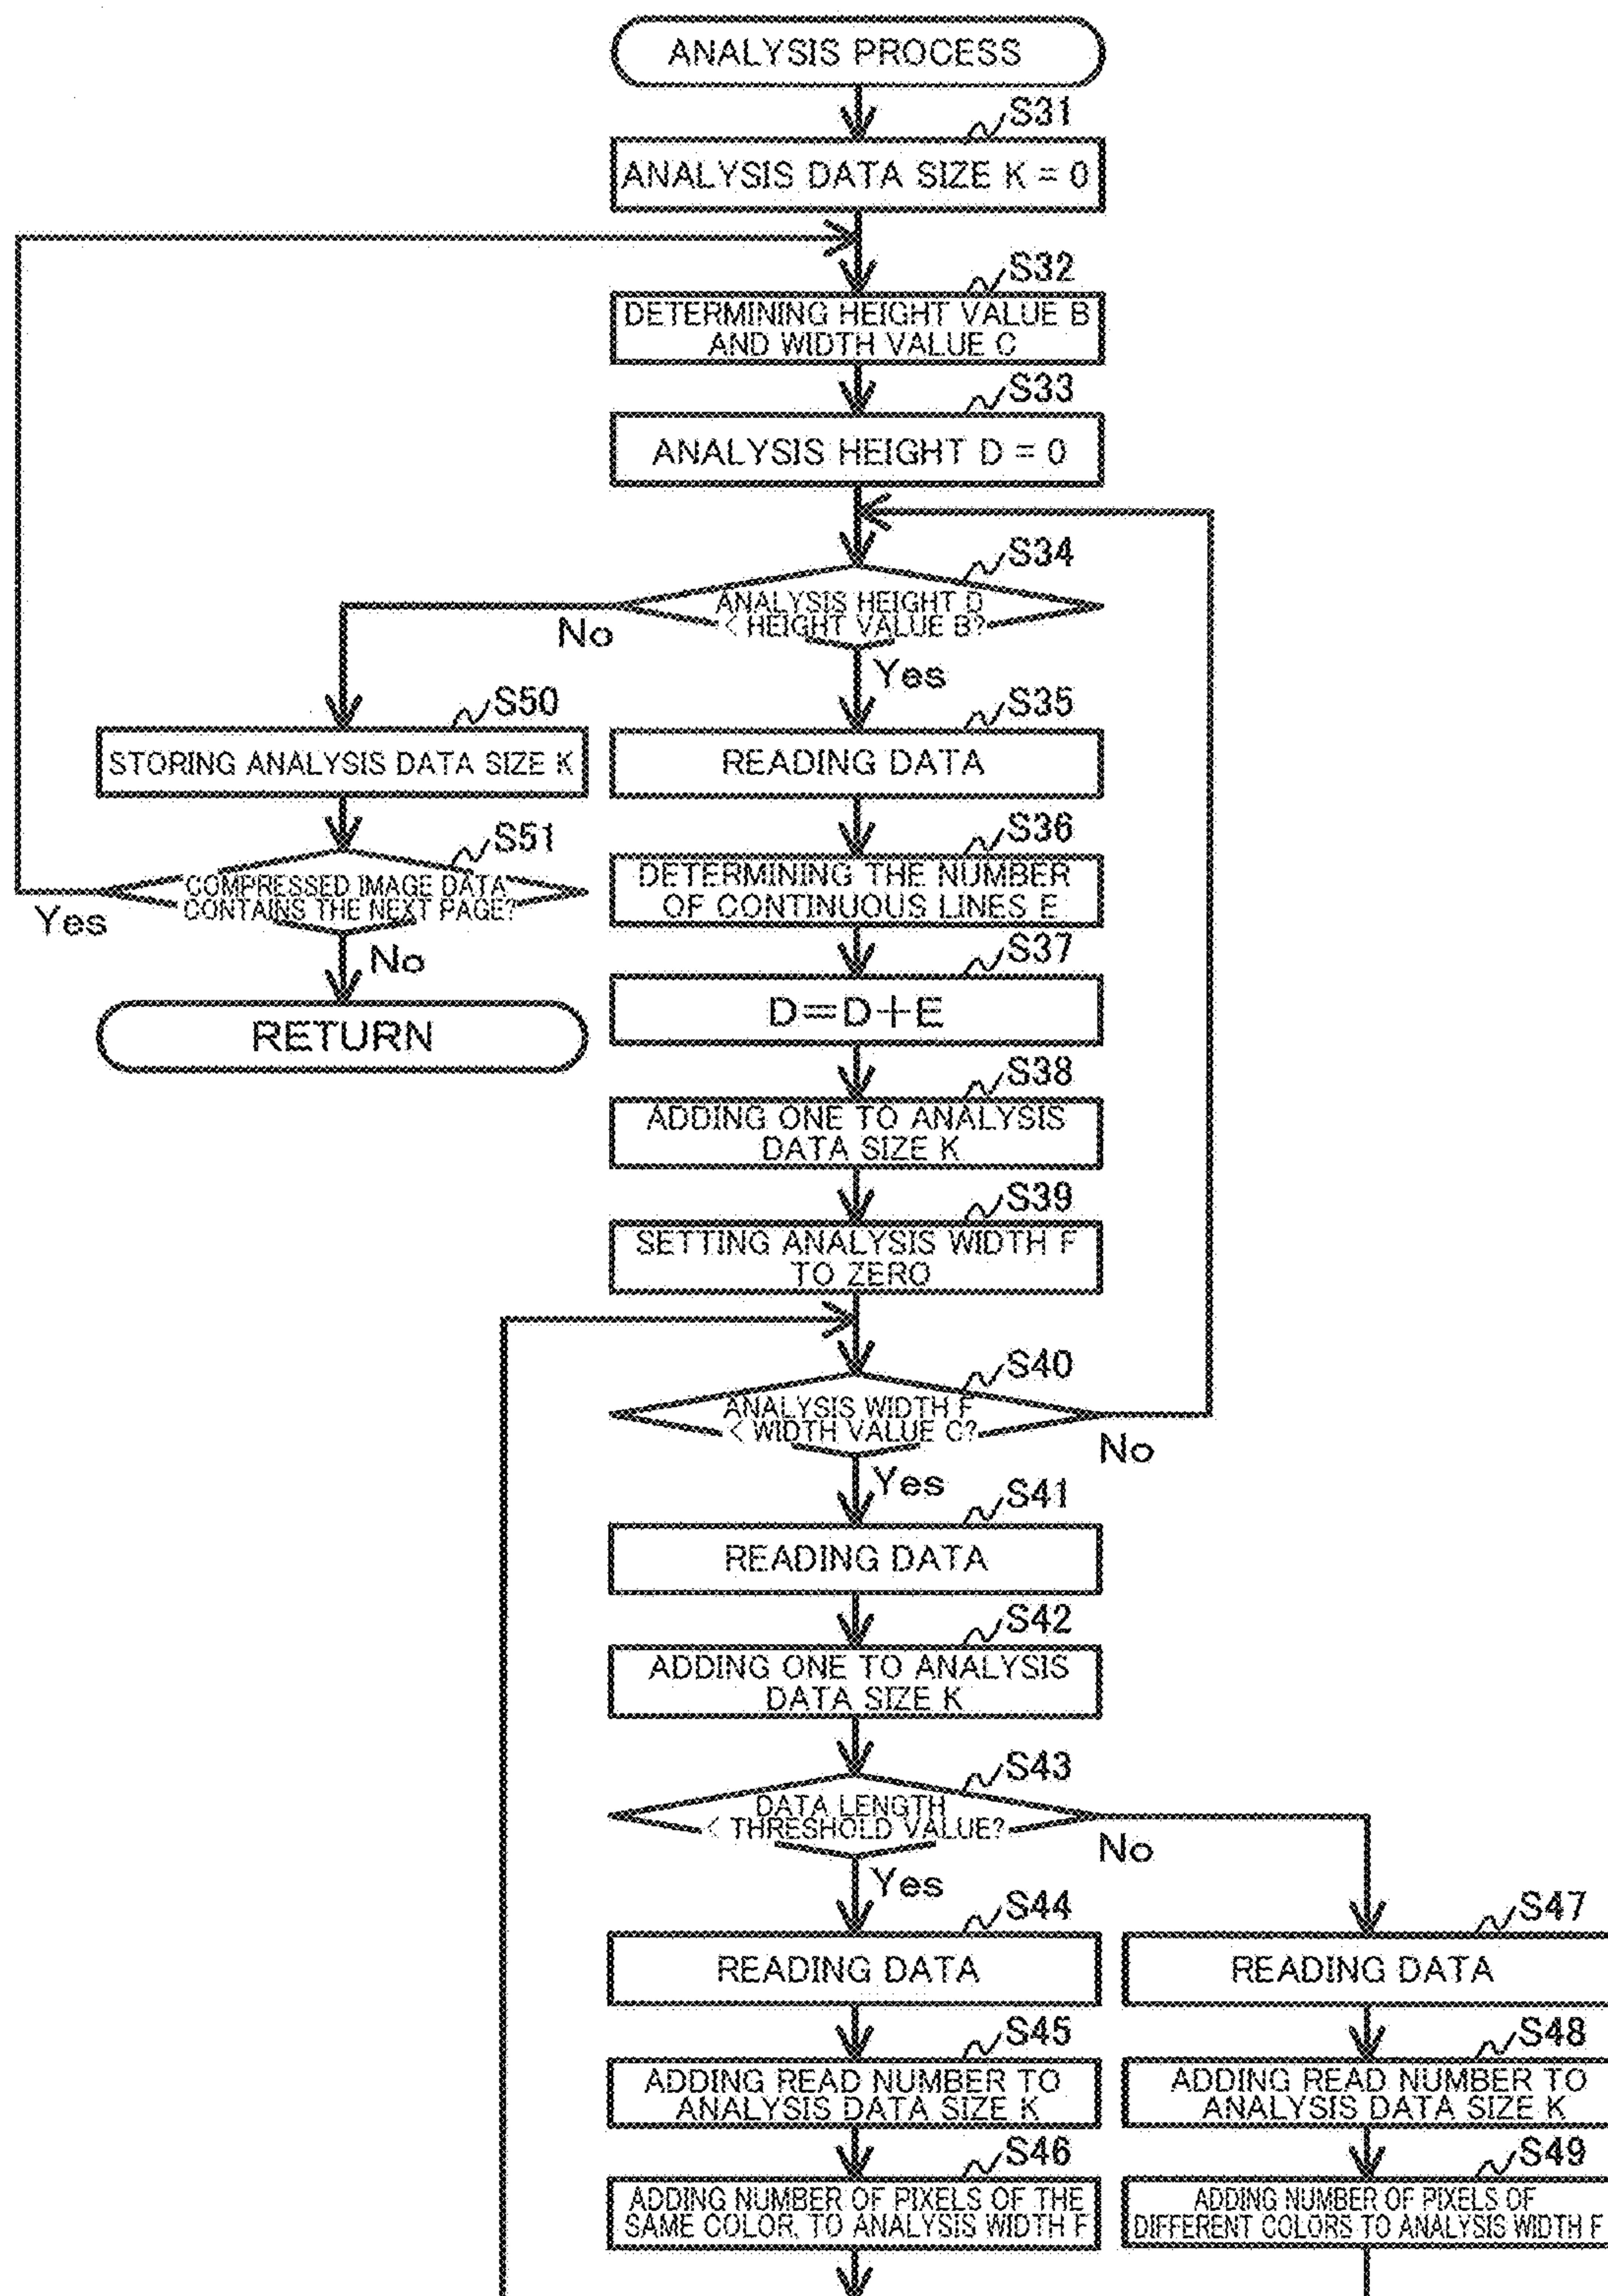 ANALYSIS PROCESS
S31
ANALYSIS DATA SIZE K = 0
S32
DETERMINING HEIGHT VALUE B
AND WIDTH VALUE C
S33
ANALYSIS HEIGHT D = 0
S34
ANALYSIS HEIGHT D
< HEIGHT VALUE B?
No
Yes
S50
STORING ANALYSIS DATA SIZE K
S35
READING DATA
S51
COMPRESSED IMAGE DATA
CONTAINS THE NEXT PAGE?
Yes
No
RETURN
S36
DETERMINING THE NUMBER
OF CONTINUOUS LINES E
S37
D=D+E
S38
ADDING ONE TO ANALYSIS
DATA SIZE K
S39
SETTING ANALYSIS WIDTH F
TO ZERO
S40
ANALYSIS WIDTH F
< WIDTH VALUE C?
No
Yes
S41
READING DATA
S42
ADDING ONE TO ANALYSIS
DATA SIZE K
S43
DATA LENGTH
< THRESHOLD VALUE?
No
Yes
S44
READING DATA
S45
ADDING READ NUMBER TO
ANALYSIS DATA SIZE K
S46
ADDING NUMBER OF PIXELS OF THE
SAME COLOR, TO ANALYSIS WIDTH F
S47
READING DATA
S48
ADDING READ NUMBER TO
ANALYSIS DATA SIZE K
S49
ADDING NUMBER OF PIXELS OF
DIFFERENT COLORS TO ANALYSIS WIDTH F